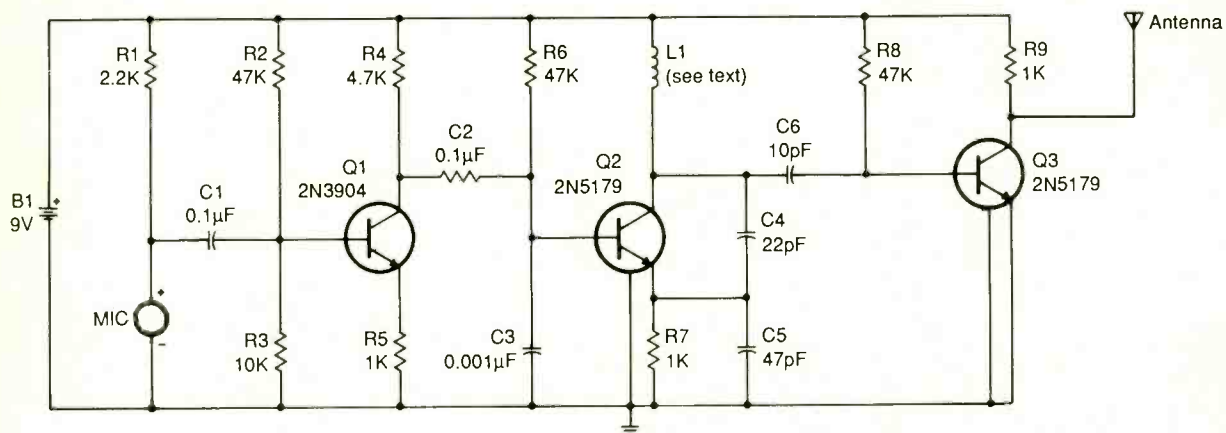 Antenna
R1
2.2K
R2
47K
R4
4.7K
R6
47K
L1
(see text)
R8
47K
R9
1K
C2
0.1µF
C6
10pF
Q1
2N3904
Q2
2N5179
Q3
2N5179
B1
9V
+
C1
0.1µF
C4
22pF
MIC
+
-
R3
10K
R5
1K
C3
0.001µF
R7
1K
C5
47pF